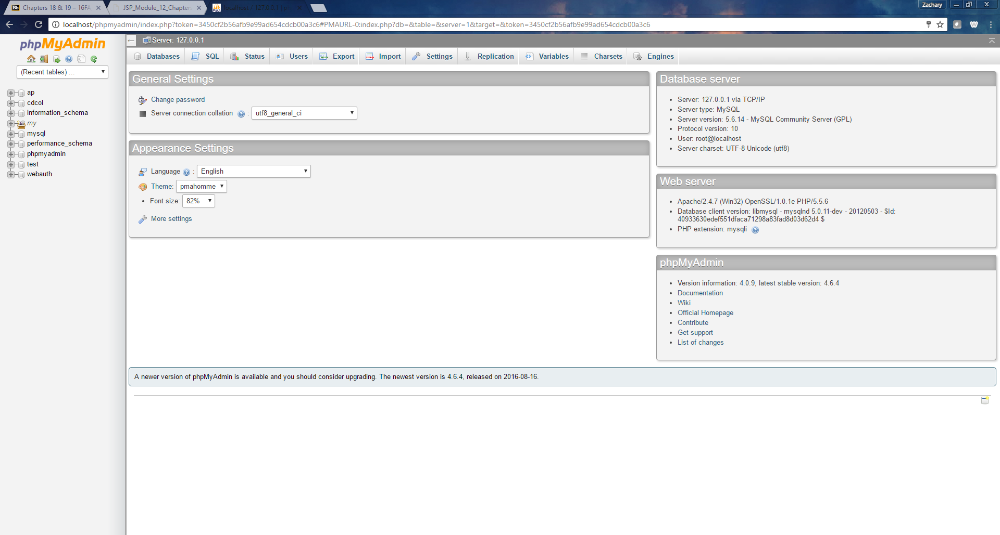 Bb Chapters 18 & 19 – 16FA
JSP_Module_12_Chapters
localhost / 127.0.0.1 | p
Zachary
localhost/phpmyadmin/index.php?token=3450cf2b56afb9e99ad654cdcb00a3c6#PMAURL-0:index.php?db=&table=&server=1&target=&token=3450cf2b56afb9e99ad654cdcb00a3c6
phpMyAdmin
(Recent tables) ...
ap
cdcol
information_schema
my
mysql
performance_schema
phpmyadmin
test
webauth
Server: 127.0.0.1
Databases SQL Status Users Export Import Settings Replication Variables Charsets Engines
General Settings
Change password
Server connection collation : utf8_general_ci
Appearance Settings
Language : English
Theme: pmahomme
Font size: 82%
More settings
Database server
Server: 127.0.0.1 via TCP/IP
Server type: MySQL
Server version: 5.6.14 - MySQL Community Server (GPL)
Protocol version: 10
User: root@localhost
Server charset: UTF-8 Unicode (utf8)
Web server
Apache/2.4.7 (Win32) OpenSSL/1.0.1e PHP/5.5.6
Database client version: libmysql - mysqlnd 5.0.11-dev - 20120503 - $Id:
40933630edef551dfaca71298a83fad8d03d62d4 $
PHP extension: mysqli
phpMyAdmin
Version information: 4.0.9, latest stable version: 4.6.4
Documentation
Wiki
Official Homepage
Contribute
Get support
List of changes
A newer version of phpMyAdmin is available and you should consider upgrading. The newest version is 4.6.4, released on 2016-08-16.